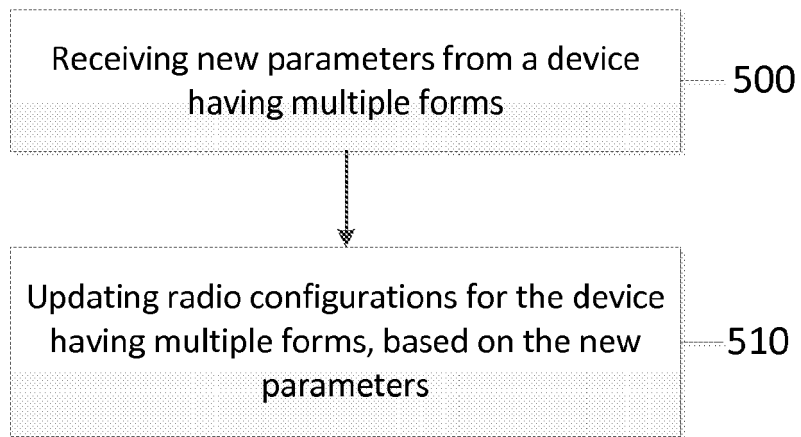 Receiving new parameters from a device
having multiple forms
500
Updating radio configurations for the device
having multiple forms, based on the new
parameters
510